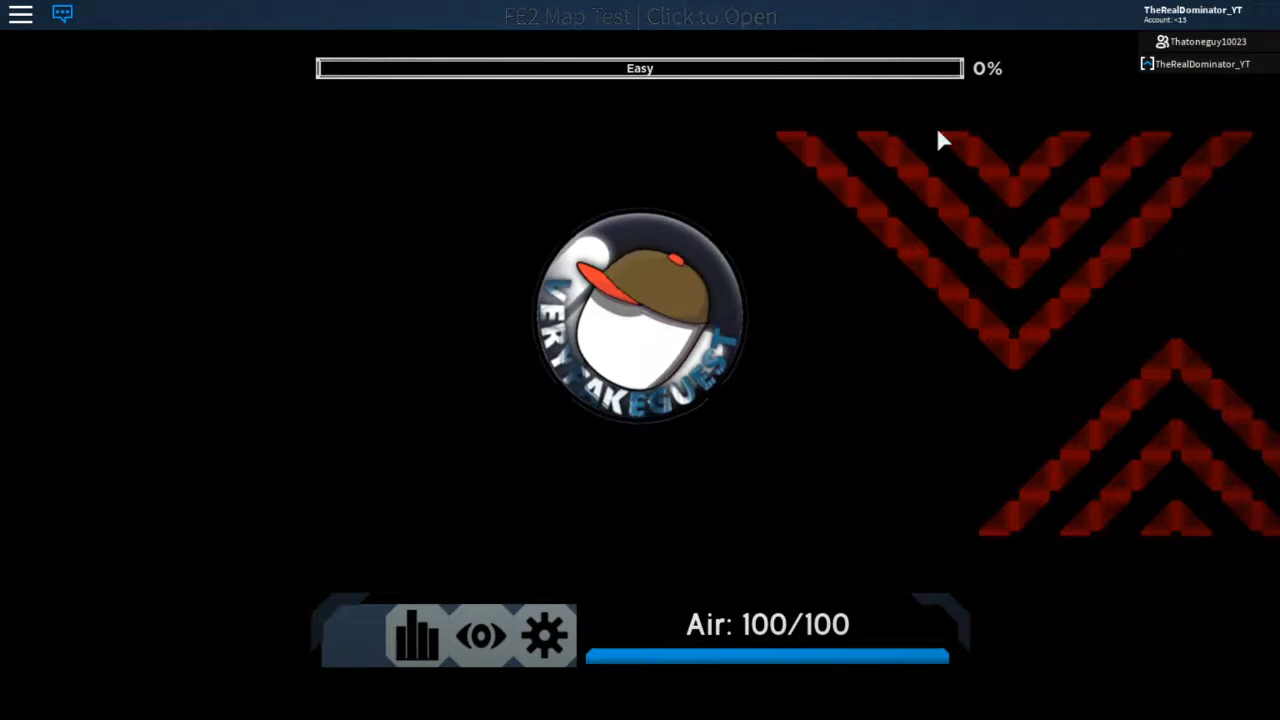 FE2 Map Test | Click to Open
TheRealDominator_YT
Account: <13
Thatoneguy10023
TheRealDominator_YT
Easy
0%
VERYFAKEGUEST
Air: 100/100